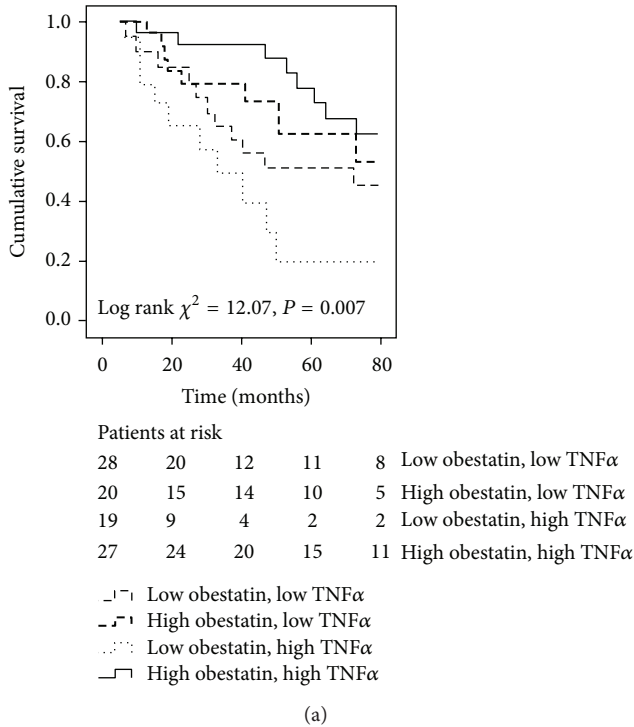 1.0
0.8
0.6
0.4
0.2
0.0
Cumulative survival
Log rank χ² = 12.07, P = 0.007
0 20 40 60 80
Time (months)
Patients at risk
28 20 12 11 8 Low obestatin, low TNFα
20 15 14 10 5 High obestatin, low TNFα
19 9 4 2 2 Low obestatin, high TNFα
27 24 20 15 11 High obestatin, high TNFα
Low obestatin, low TNFα
High obestatin, low TNFα
Low obestatin, high TNFα
High obestatin, high TNFα
(a)